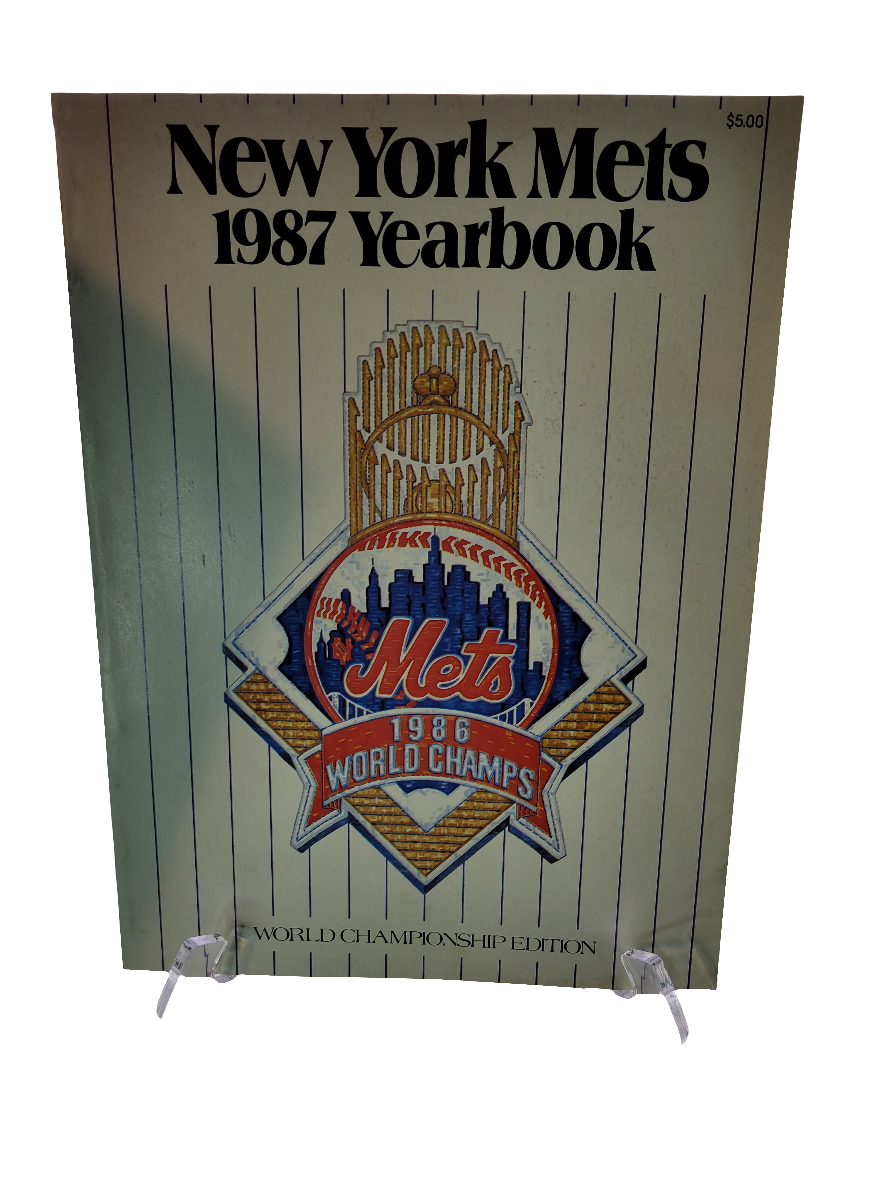 $5.00
New York Mets
1987 Yearbook
Mets
1986
WORLD CHAMPS
WORLD CHAMPIONSHIP EDITION